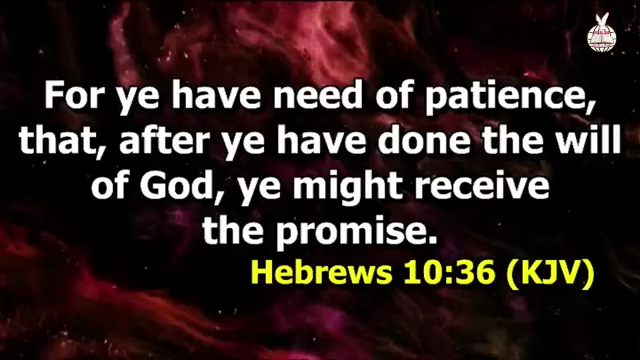 For ye have need of patience,
that, after ye have done the will
of God, ye might receive
the promise.
Hebrews 10:36 (KJV)